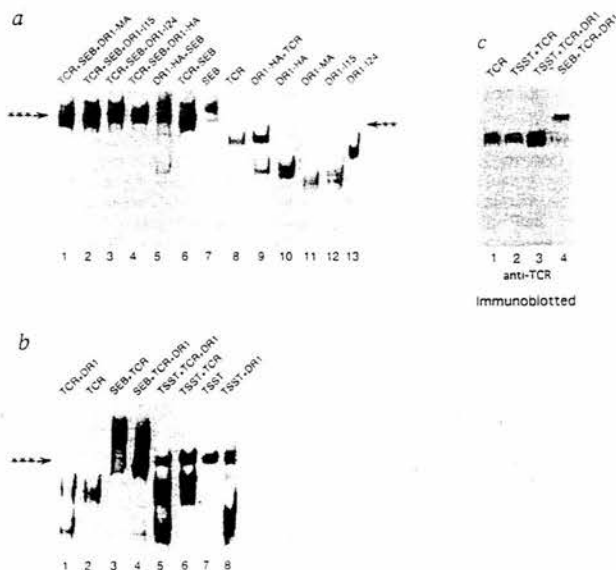 a
TCR+SEB+DR1-MA
TCR+SEB+DR1-I15
TCR+SEB+DR1-I24
TCR+SEB+DR1-HA
DR1-HA+SEB
TCR+SEB
SEB
TCR
DR1-HA+TCR
DR1-HA
DR1-MA
DR1-I15
DR1-I24
1 2 3 4 5 6 7 8 9 10 11 12 13
c
TCR
TSST+TCR
TSST+TCR+DR1
SEB+TCR+DR1
1 2 3 4
anti-TCR
Immunoblotted
b
TCR+DR1
TCR
SEB+TCR
SEB+TCR+DR1
TSST+TCR+DR1
TSST+TCR
TSST
TSST+DR1
1 2 3 4 5 6 7 8